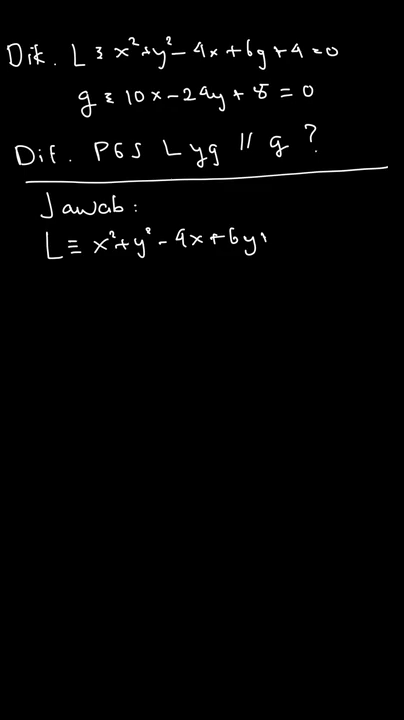 Dik. L ≡ x²+y²-4x+6y+4=0
g ≡ 10x-24y+8=0
Dit. PGS L yg // g ?
Jawab:
L ≡ x²+y²-4x+6y